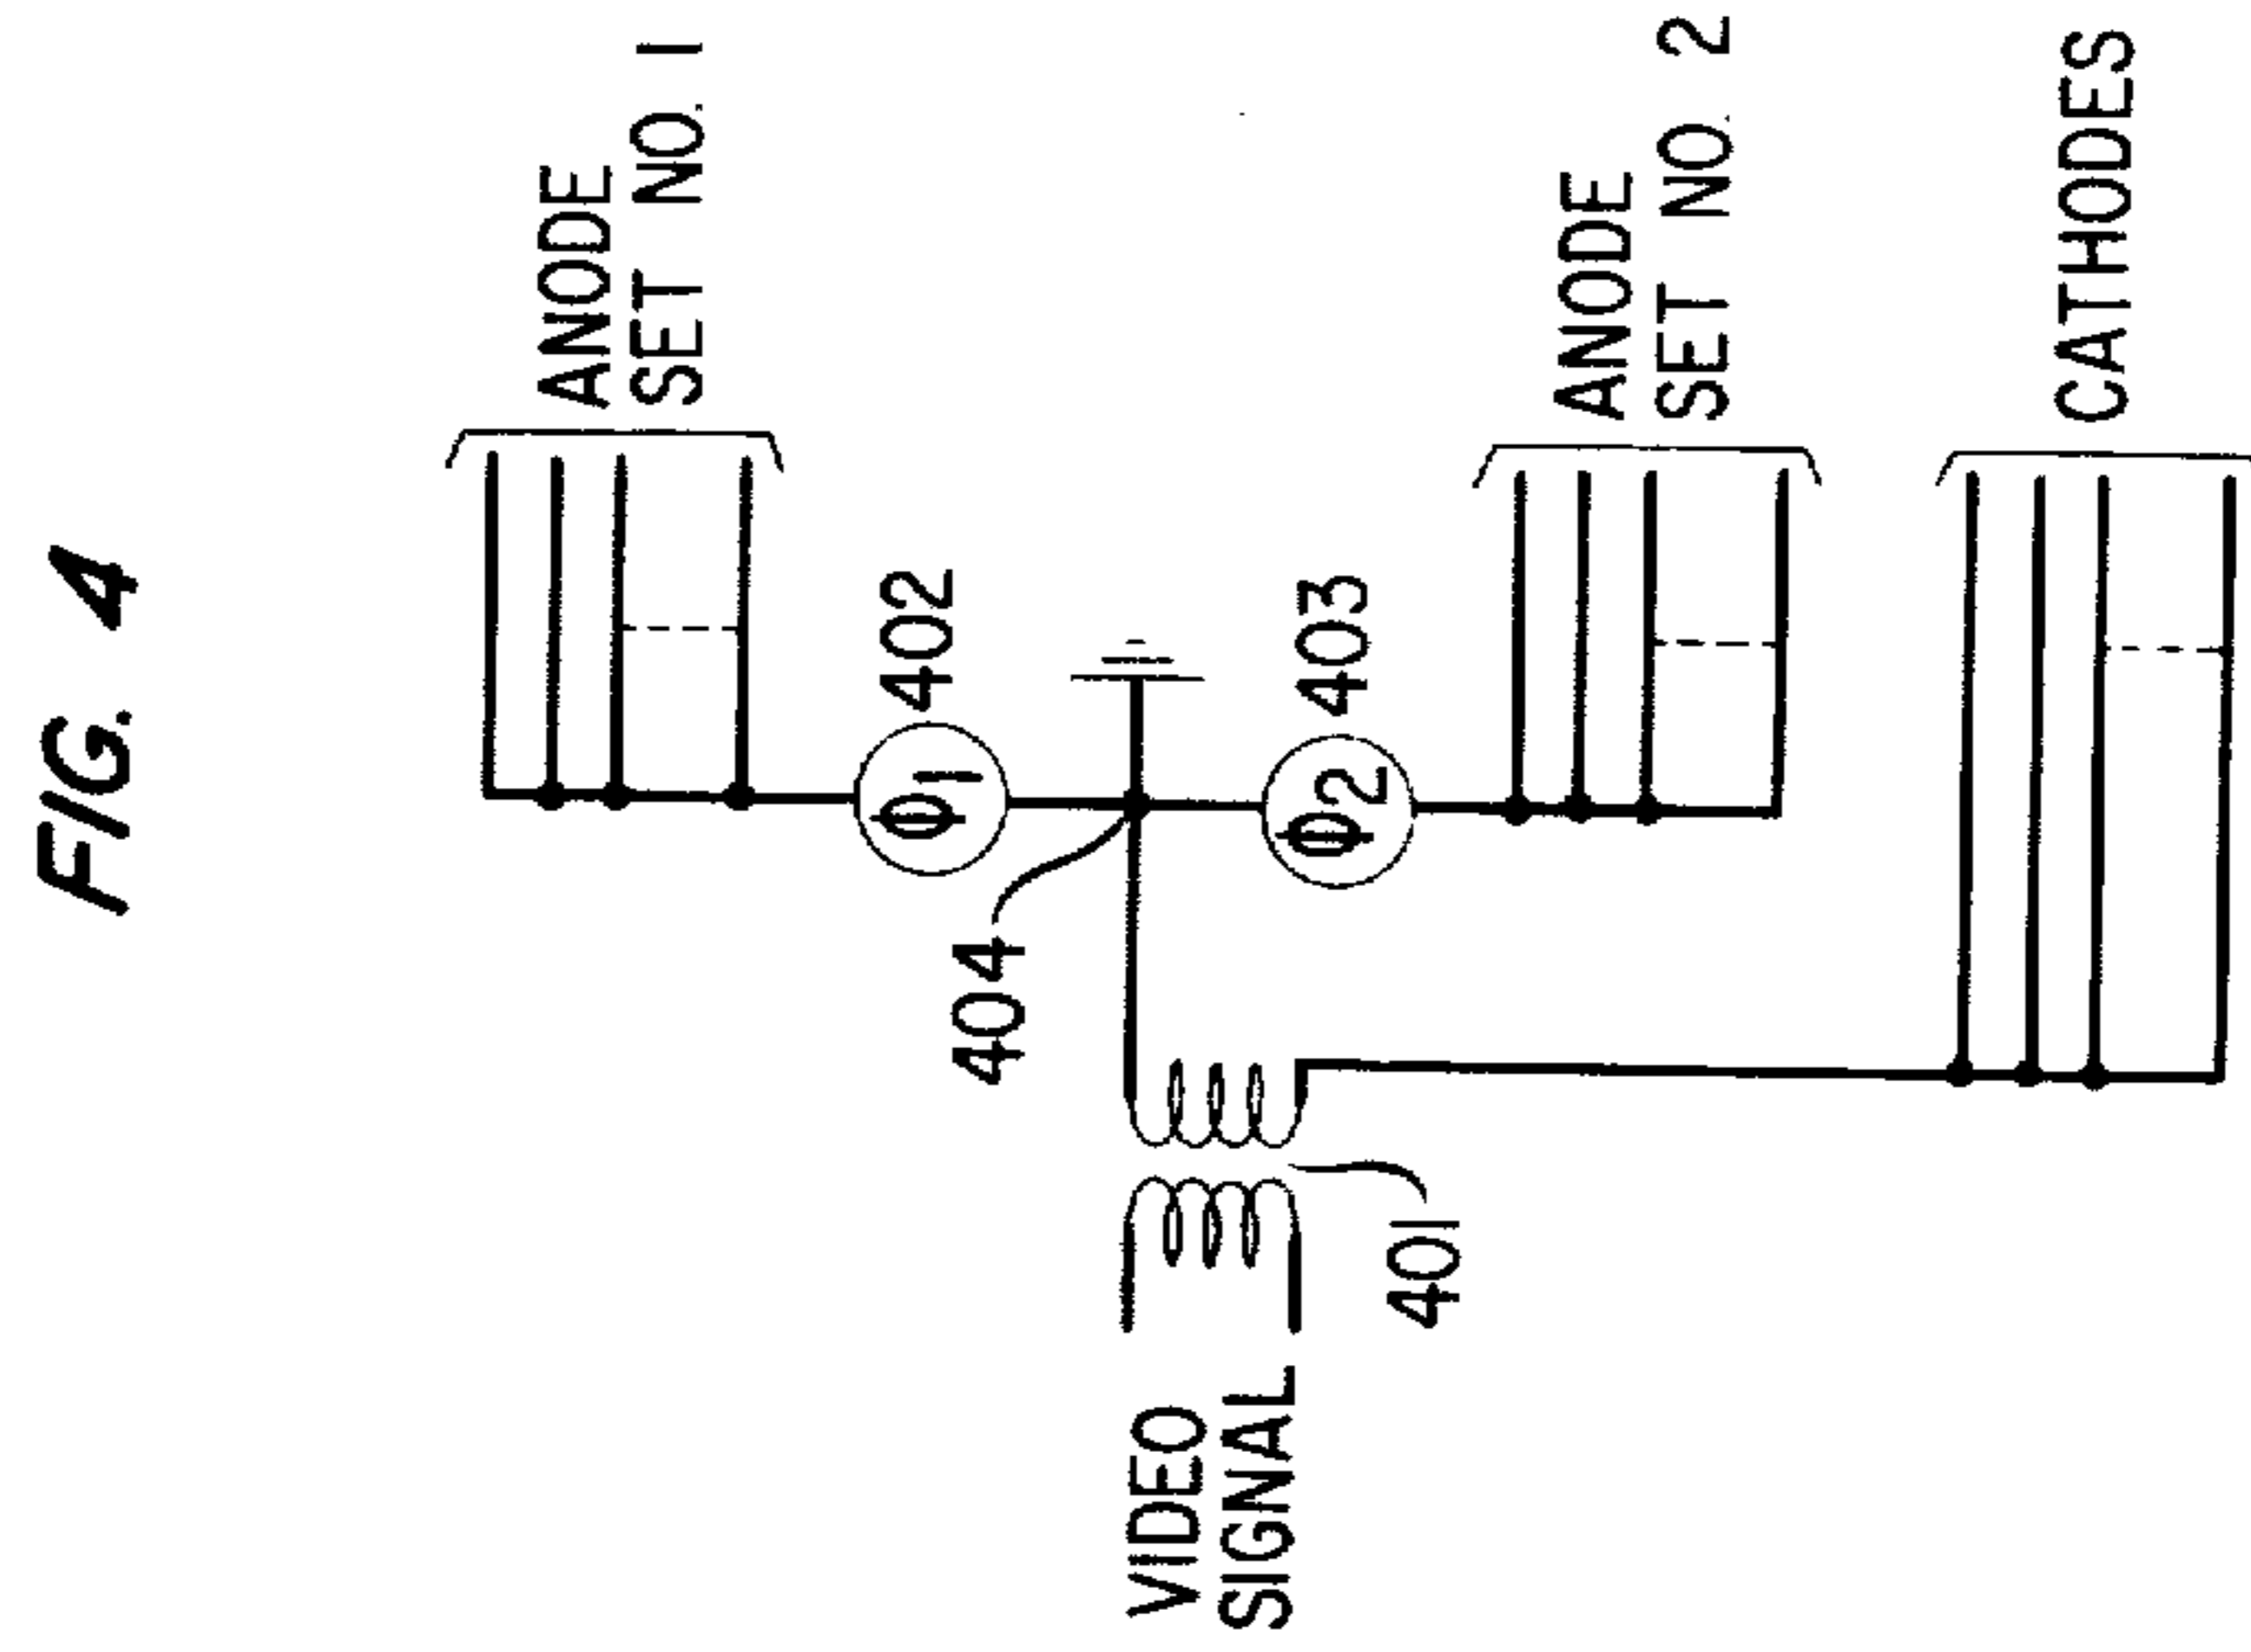 FIG. 4
ANODE
SET NO. 1
402
φ1
404
403
φ2
ANODE
SET NO. 2
VIDEO
SIGNAL
401
CATHODES